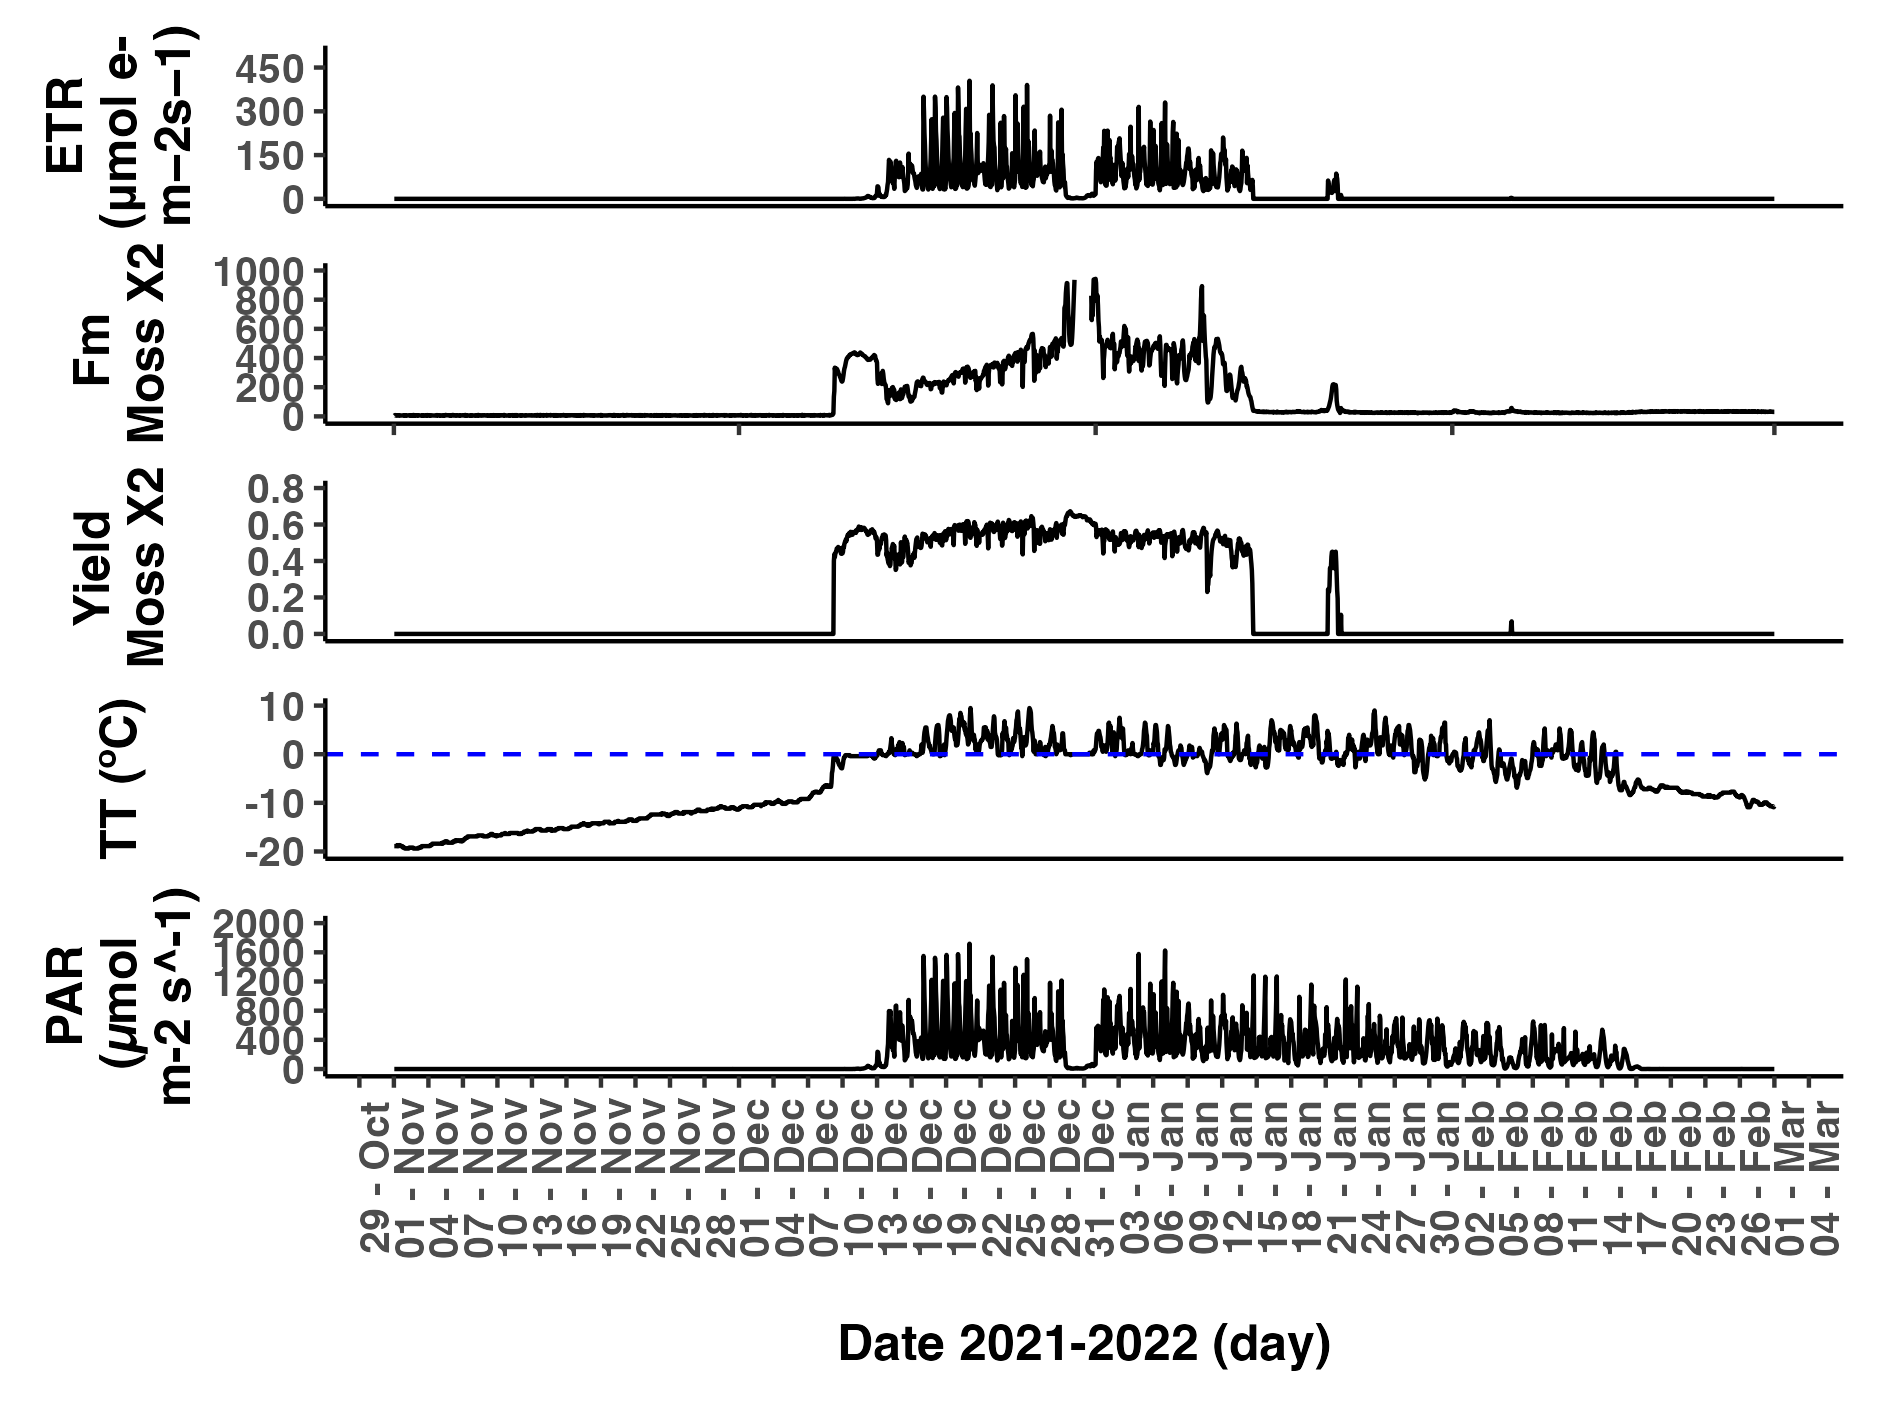 ETR
(μmol e-
m−2s−1)
450
300
150
0
Fm
Moss X2
1000
800
600
400
200
0
Yield
Moss X2
0.8
0.6
0.4
0.2
0.0
TT (ºC)
10
0
-10
-20
PAR
(μmol
m-2 s^-1)
2000
1600
1200
800
400
0
29 - Oct
01 - Nov
04 - Nov
07 - Nov
10 - Nov
13 - Nov
16 - Nov
19 - Nov
22 - Nov
25 - Nov
28 - Nov
01 - Dec
04 - Dec
07 - Dec
10 - Dec
13 - Dec
16 - Dec
19 - Dec
22 - Dec
25 - Dec
28 - Dec
31 - Dec
03 - Jan
06 - Jan
09 - Jan
12 - Jan
15 - Jan
18 - Jan
21 - Jan
24 - Jan
27 - Jan
30 - Jan
02 - Feb
05 - Feb
08 - Feb
11 - Feb
14 - Feb
17 - Feb
20 - Feb
23 - Feb
26 - Feb
01 - Mar
04 - Mar
Date 2021-2022 (day)